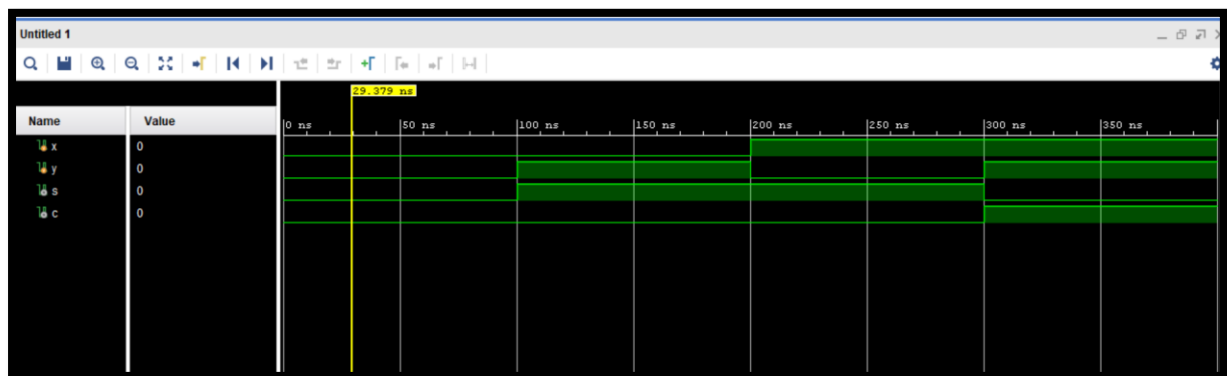 Untitled 1
29.379 ns
Name Value
0 ns 50 ns 100 ns 150 ns 200 ns 250 ns 300 ns 350 ns
x 0
y 0
s 0
c 0